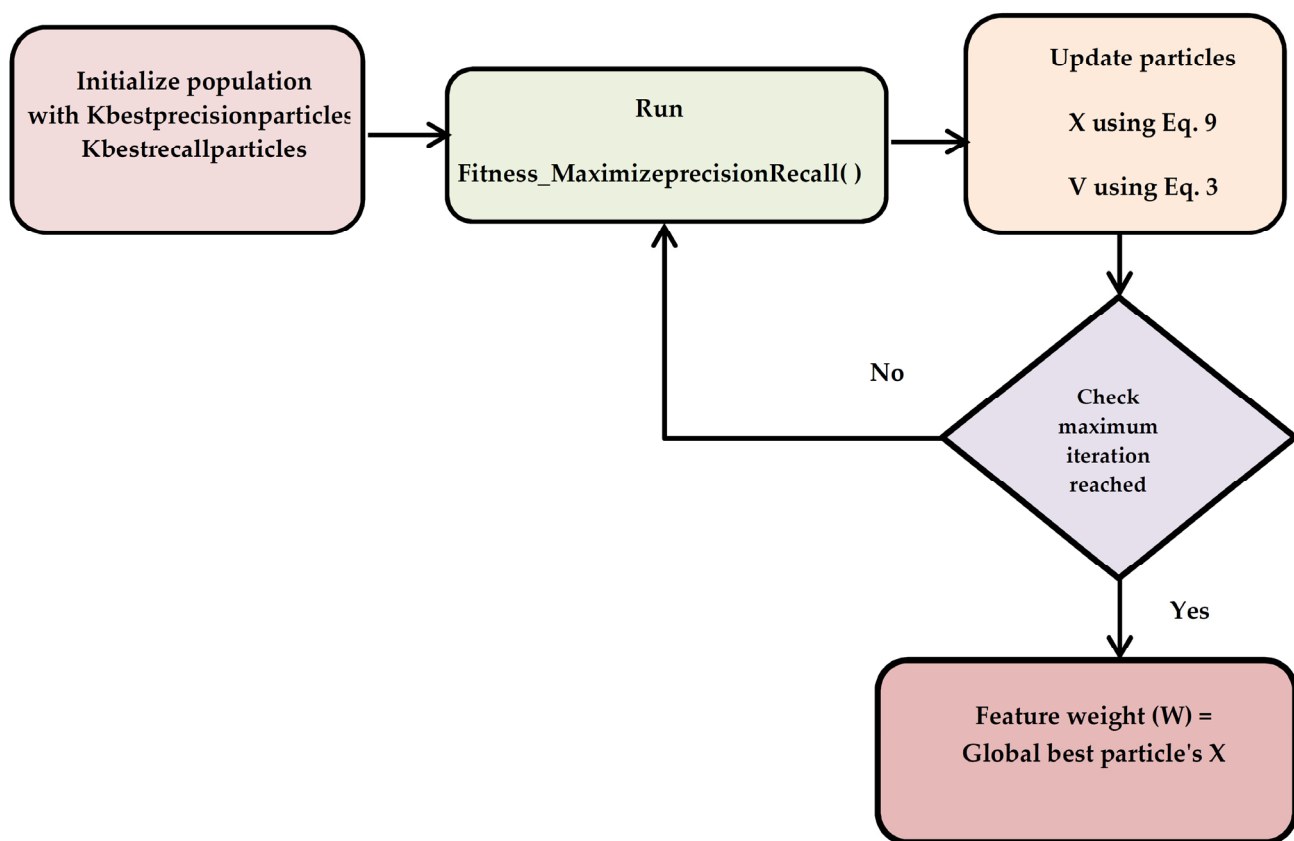 Initialize population
with Kbestprecisionparticles
Kbestrecallparticles
Run
Fitness_MaximizeprecisionRecall( )
Update particles
X using Eq. 9
V using Eq. 3
No
Check
maximum
iteration
reached
Yes
Feature weight (W) =
Global best particle's X